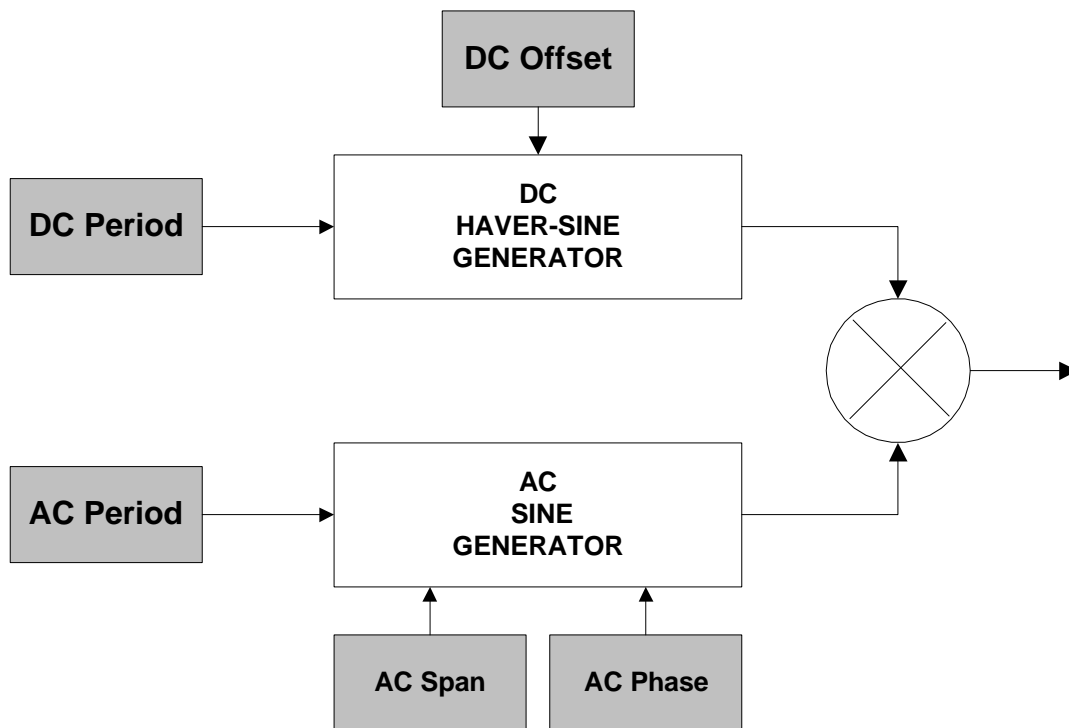 DC Offset
DC Period
DC
HAVER-SINE
GENERATOR
AC Period
AC
SINE
GENERATOR
AC Span
AC Phase